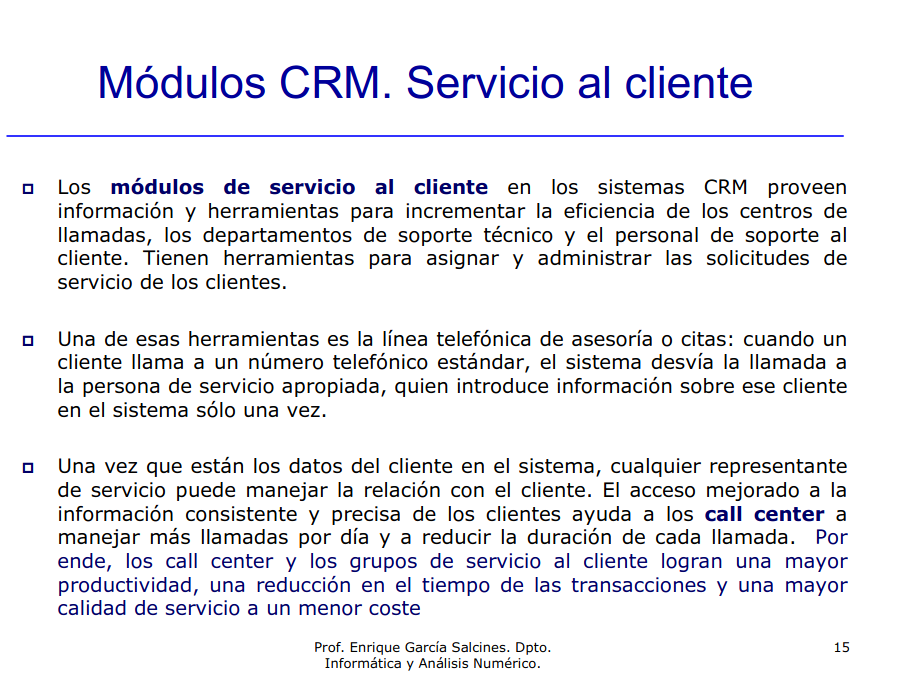 Módulos CRM. Servicio al cliente
Los módulos de servicio al cliente en los sistemas CRM proveen
información y herramientas para incrementar la eficiencia de los centros de
llamadas, los departamentos de soporte técnico y el personal de soporte al
cliente. Tienen herramientas para asignar y administrar las solicitudes de
servicio de los clientes.
Una de esas herramientas es la línea telefónica de asesoría o citas: cuando un
cliente llama a un número telefónico estándar, el sistema desvía la llamada a
la persona de servicio apropiada, quien introduce información sobre ese cliente
en el sistema sólo una vez.
Una vez que están los datos del cliente en el sistema, cualquier representante
de servicio puede manejar la relación con el cliente. El acceso mejorado a la
información consistente y precisa de los clientes ayuda a los call center a
manejar más llamadas por día y a reducir la duración de cada llamada. Por
ende, los call center y los grupos de servicio al cliente logran una mayor
productividad, una reducción en el tiempo de las transacciones y una mayor
calidad de servicio a un menor coste
Prof. Enrique García Salcines. Dpto.
Informática y Análisis Numérico.
15